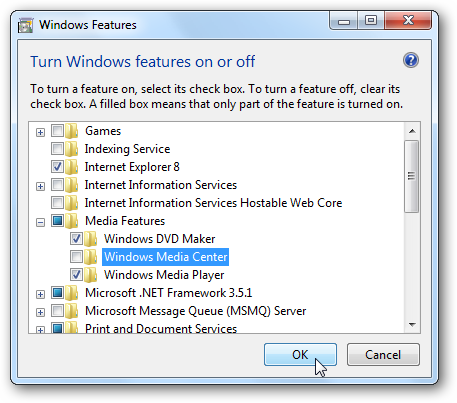 Windows Features
Turn Windows features on or off
To turn a feature on, select its check box. To turn a feature off, clear its
check box. A filled box means that only part of the feature is turned on.
Games
Indexing Service
Internet Explorer 8
Internet Information Services
Internet Information Services Hostable Web Core
Media Features
Windows DVD Maker
Windows Media Center
Windows Media Player
Microsoft .NET Framework 3.5.1
Microsoft Message Queue (MSMQ) Server
Print and Document Services
OK
Cancel